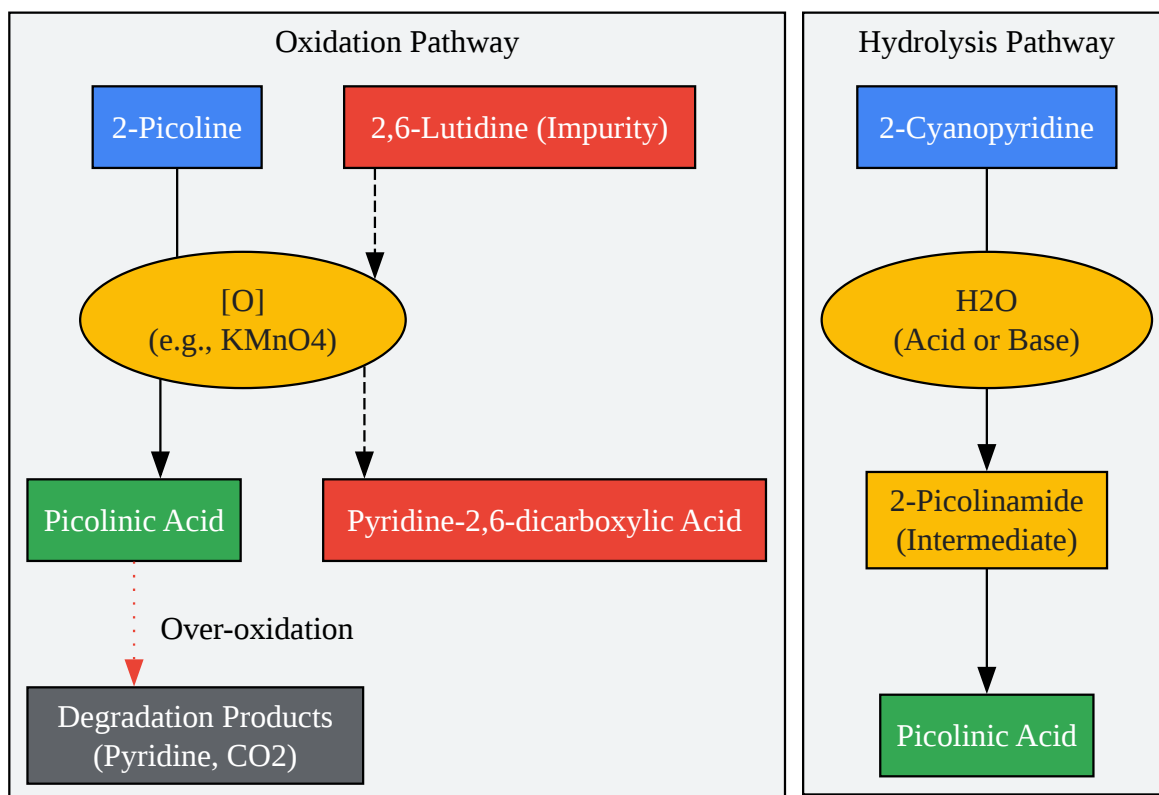 Oxidation Pathway
2-Picoline
2,6-Lutidine (Impurity)
[O]
(e.g., KMnO4)
Picolinic Acid
Pyridine-2,6-dicarboxylic Acid
Over-oxidation
Degradation Products
(Pyridine, CO2)
Hydrolysis Pathway
2-Cyanopyridine
H2O
(Acid or Base)
2-Picolinamide
(Intermediate)
Picolinic Acid